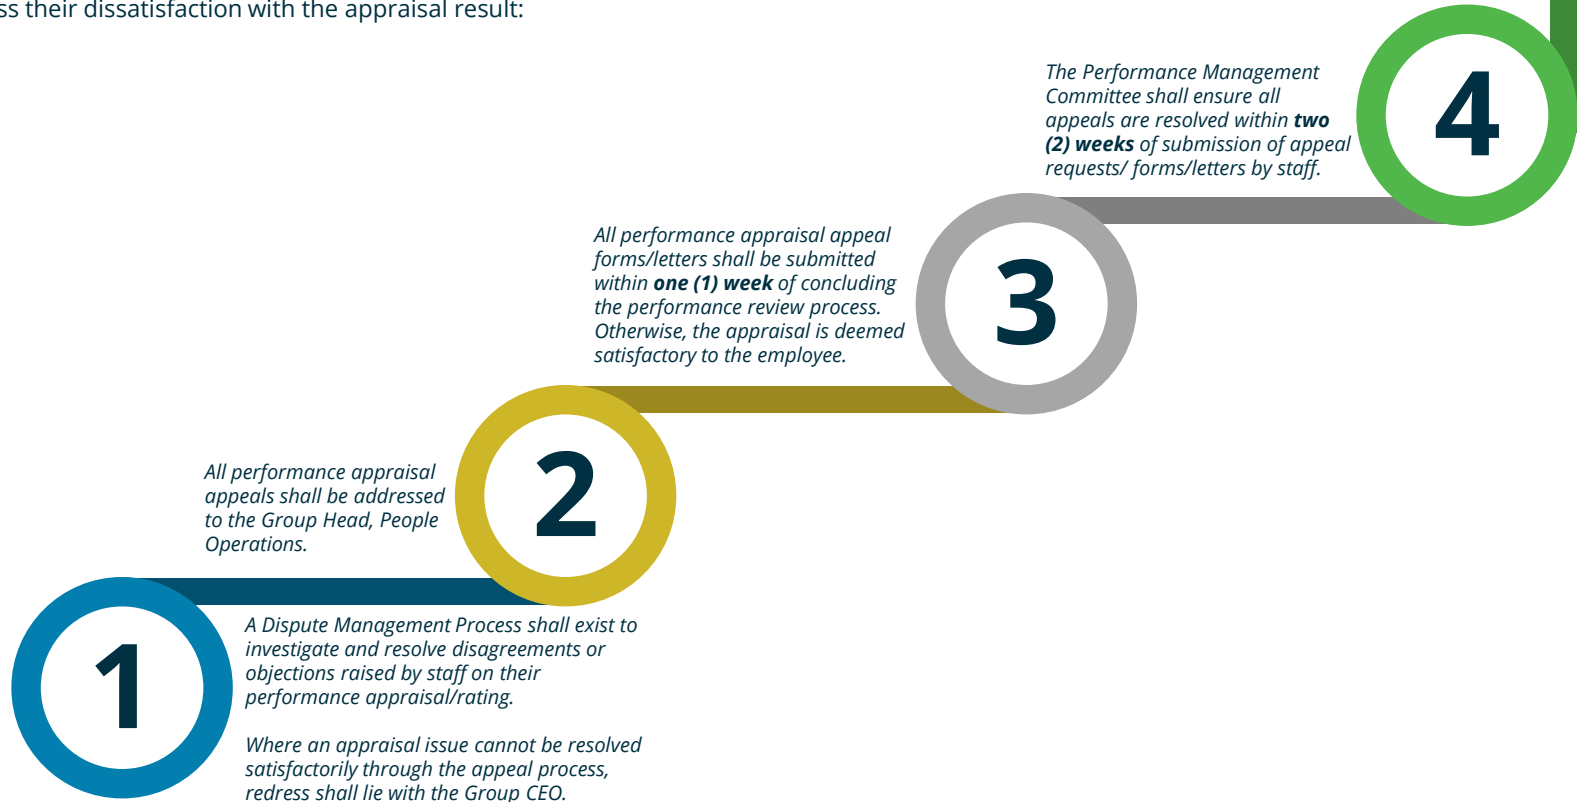 ss their dissatisfaction with the appraisal result:
The Performance Management
Committee shall ensure all
appeals are resolved within two
(2) weeks of submission of appeal
requests/ forms/letters by staff.
4
All performance appraisal appeal
forms/letters shall be submitted
within one (1) week of concluding
the performance review process.
Otherwise, the appraisal is deemed
satisfactory to the employee.
3
All performance appraisal
appeals shall be addressed
to the Group Head, People
Operations.
2
1
A Dispute Management Process shall exist to
investigate and resolve disagreements or
objections raised by staff on their
performance appraisal/rating.
Where an appraisal issue cannot be resolved
satisfactorily through the appeal process,
redress shall lie with the Group CEO.